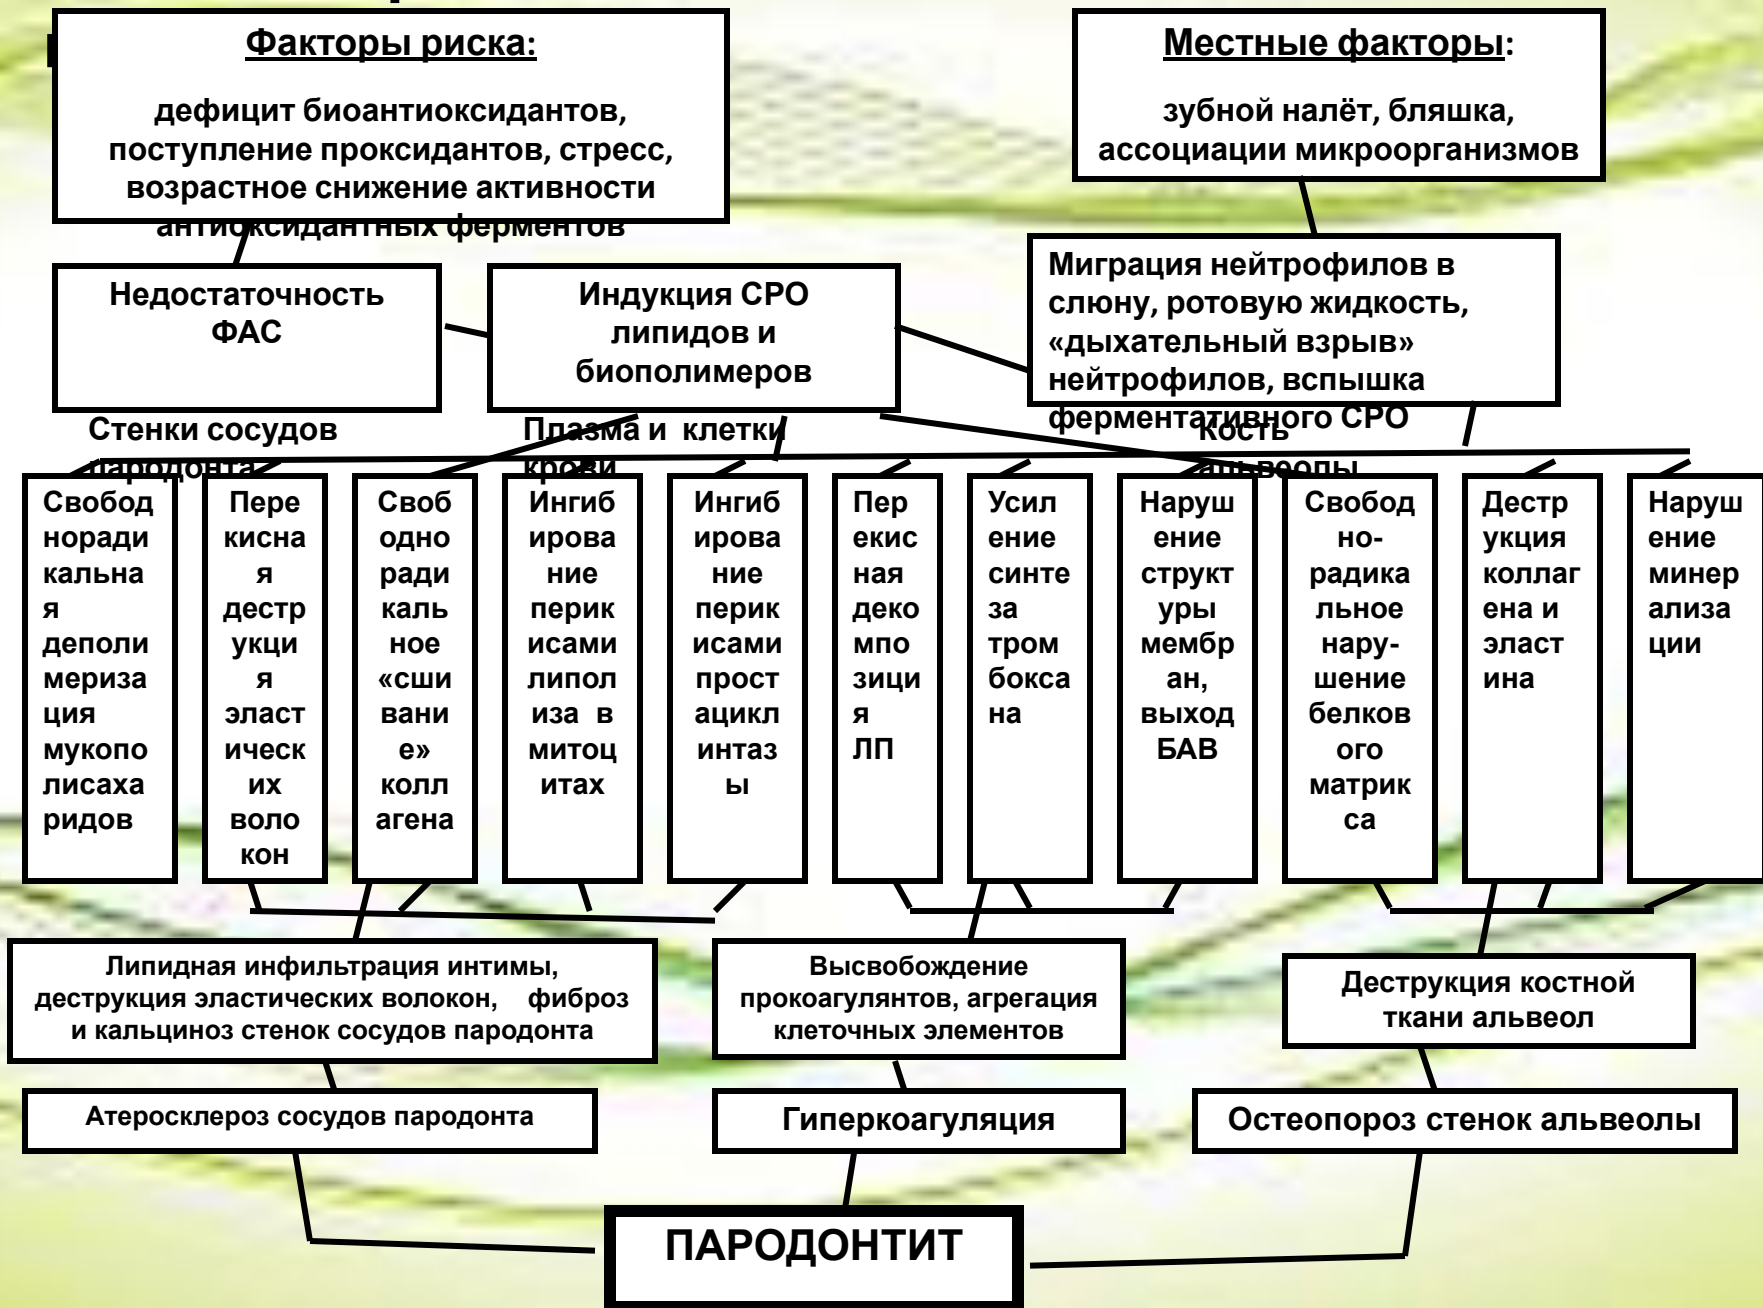 Факторы риска:
дефицит биоантиоксидантов,
поступление проксидантов, стресс,
возрастное снижение активности
антиоксидантных ферментов
Местные факторы:
зубной налёт, бляшка,
ассоциации микроорганизмов
Недостаточность
ФАС
Индукция СРО
липидов и
биополимеров
Миграция нейтрофилов в
слюну, ротовую жидкость,
«дыхательный взрыв»
нейтрофилов, вспышка
ферментативного СРО
Стенки сосудов
пародонта
Плазма и клетки
крови
Кость
альвеолы
Свобод
норади
кальна
я
деполи
мериза
ция
мукопо
лисаха
ридов
Пере
кисна
я
дестр
укци
я
эласт
ическ
их
воло
кон
Своб
одно
ради
каль
ное
«сши
вани
е»
колл
агена
Ингиб
ирова
ние
перик
исами
липол
иза в
митоц
итах
Ингиб
ирова
ние
перик
исами
прост
ацикл
интаз
ы
Пер
екис
ная
деко
мпо
зици
я
ЛП
Усил
ение
синте
за
тром
бокса
на
Наруш
ение
структ
уры
мембр
ан,
выход
БАВ
Свобод
но-
радика
льное
нару-
шение
белков
ого
матрик
са
Дестр
укция
коллаг
ена и
эласт
ина
Наруш
ение
минер
ализа
ции
Липидная инфильтрация интимы,
деструкция эластических волокон, фиброз
и кальциноз стенок сосудов пародонта
Высвобождение
прокоагулянтов, агрегация
клеточных элементов
Деструкция костной
ткани альвеол
Атеросклероз сосудов пародонта
Гиперкоагуляция
Остеопороз стенок альвеолы
ПАРОДОНТИТ